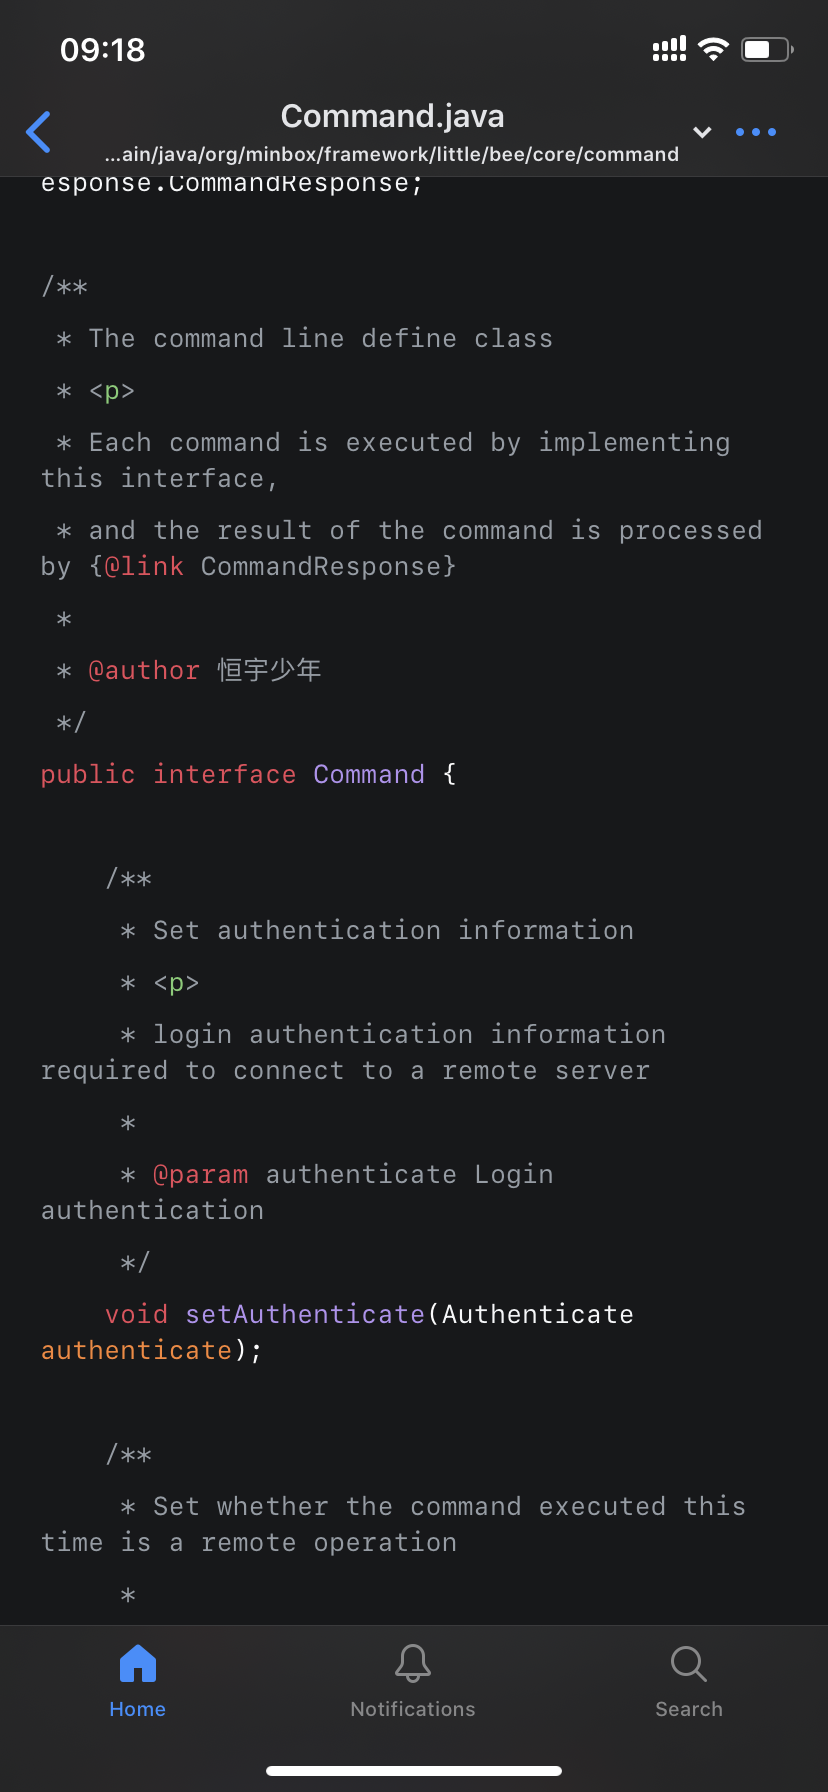 09:18
Command.java
...ain/java/org/minbox/framework/little/bee/core/command
esponse.CommandResponse;
/**
* The command line define class
* <p>
* Each command is executed by implementing
this interface,
* and the result of the command is processed
by {@link CommandResponse}
*
* @author 恒宇少年
*/
public interface Command {
/**
* Set authentication information
* <p>
* login authentication information
required to connect to a remote server
*
* @param authenticate Login
authentication
*/
void setAuthenticate(Authenticate
authenticate);
/**
* Set whether the command executed this
time is a remote operation
*
Home
Notifications
Search